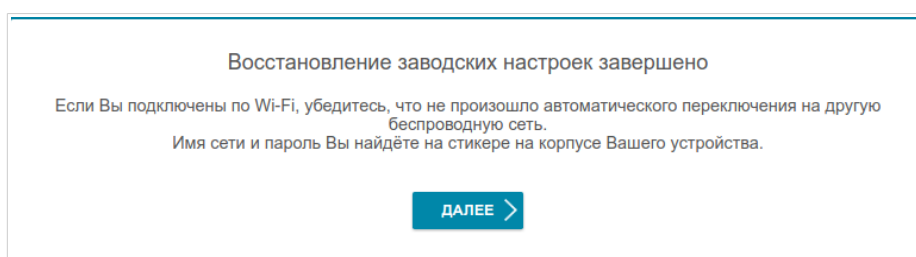 Восстановление заводских настроек завершено
Если Вы подключены по Wi-Fi, убедитесь, что не произошло автоматического переключения на другую
беспроводную сеть.
Имя сети и пароль Вы найдёте на стикере на корпусе Вашего устройства.
ДАЛЕЕ